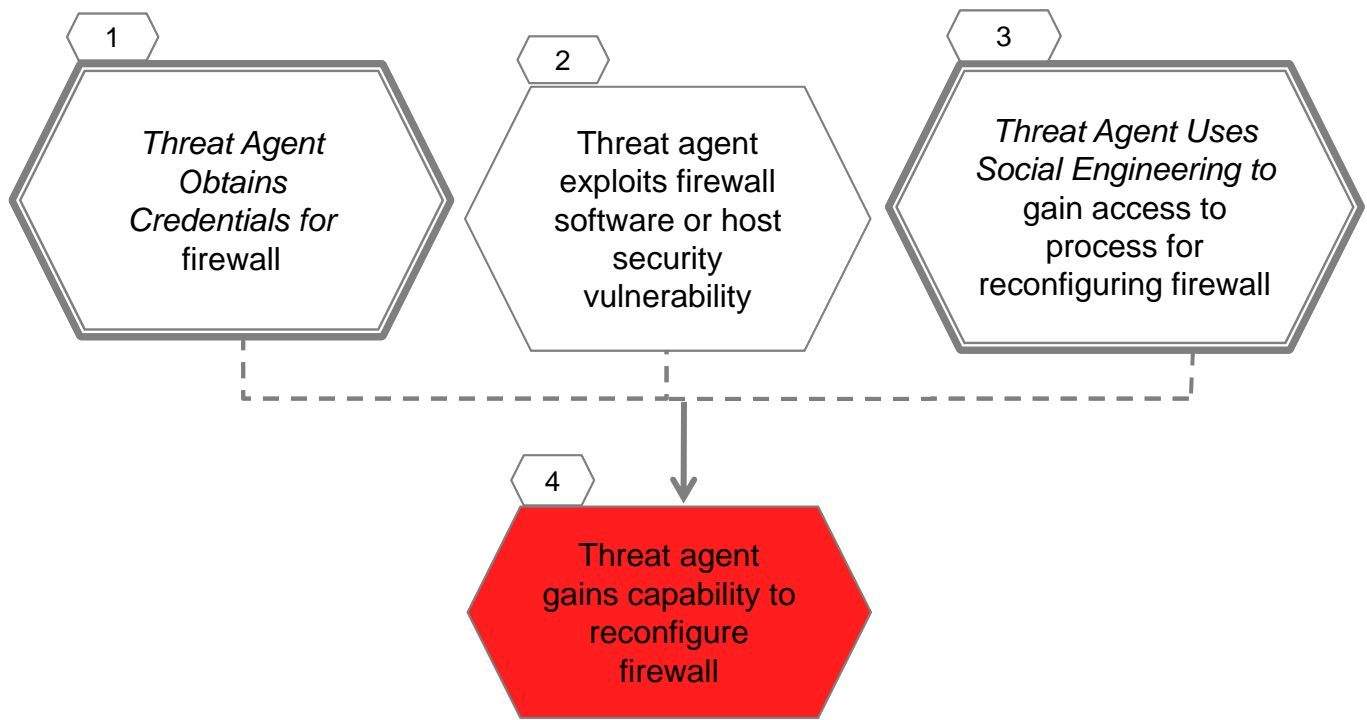 1
Threat Agent
Obtains
Credentials for
firewall
2
Threat agent
exploits firewall
software or host
security
vulnerability
3
Threat Agent Uses
Social Engineering to
gain access to
process for
reconfiguring firewall
4
Threat agent
gains capability to
reconfigure
firewall